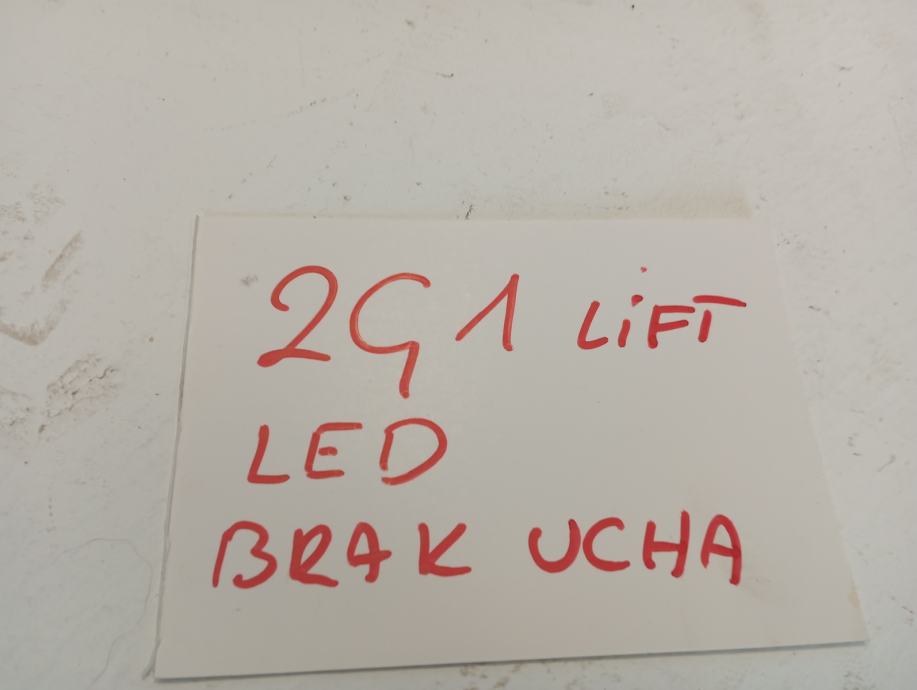 2G1 LiFT
LED
BRAK UCHA